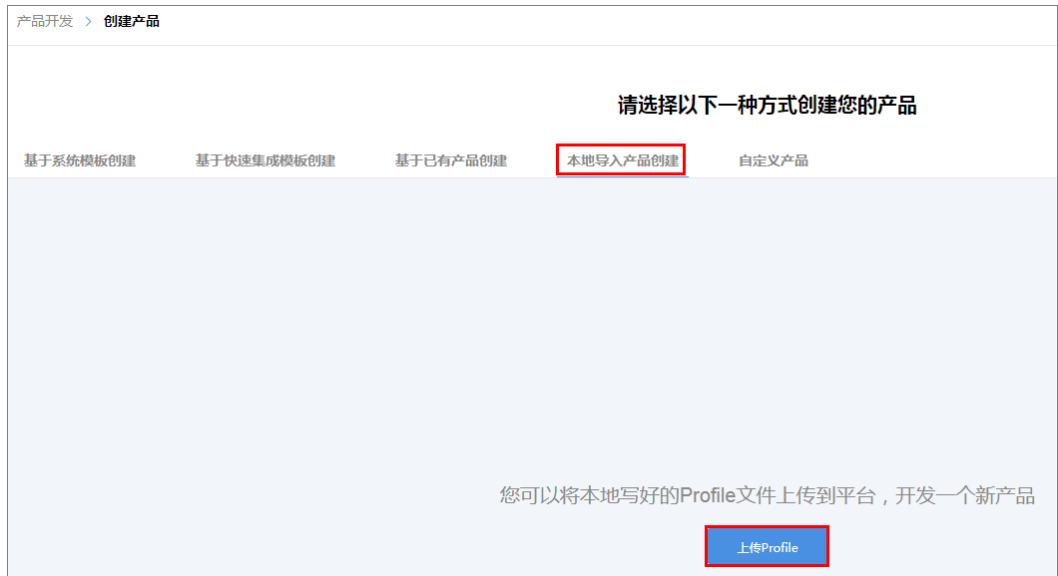 产品开发 > 创建产品
请选择以下一种方式创建您的产品
基于系统模板创建 基于快速集成模板创建 基于已有产品创建 本地导入产品创建 自定义产品
您可以将本地写好的Profile文件上传到平台，开发一个新产品
上传Profile